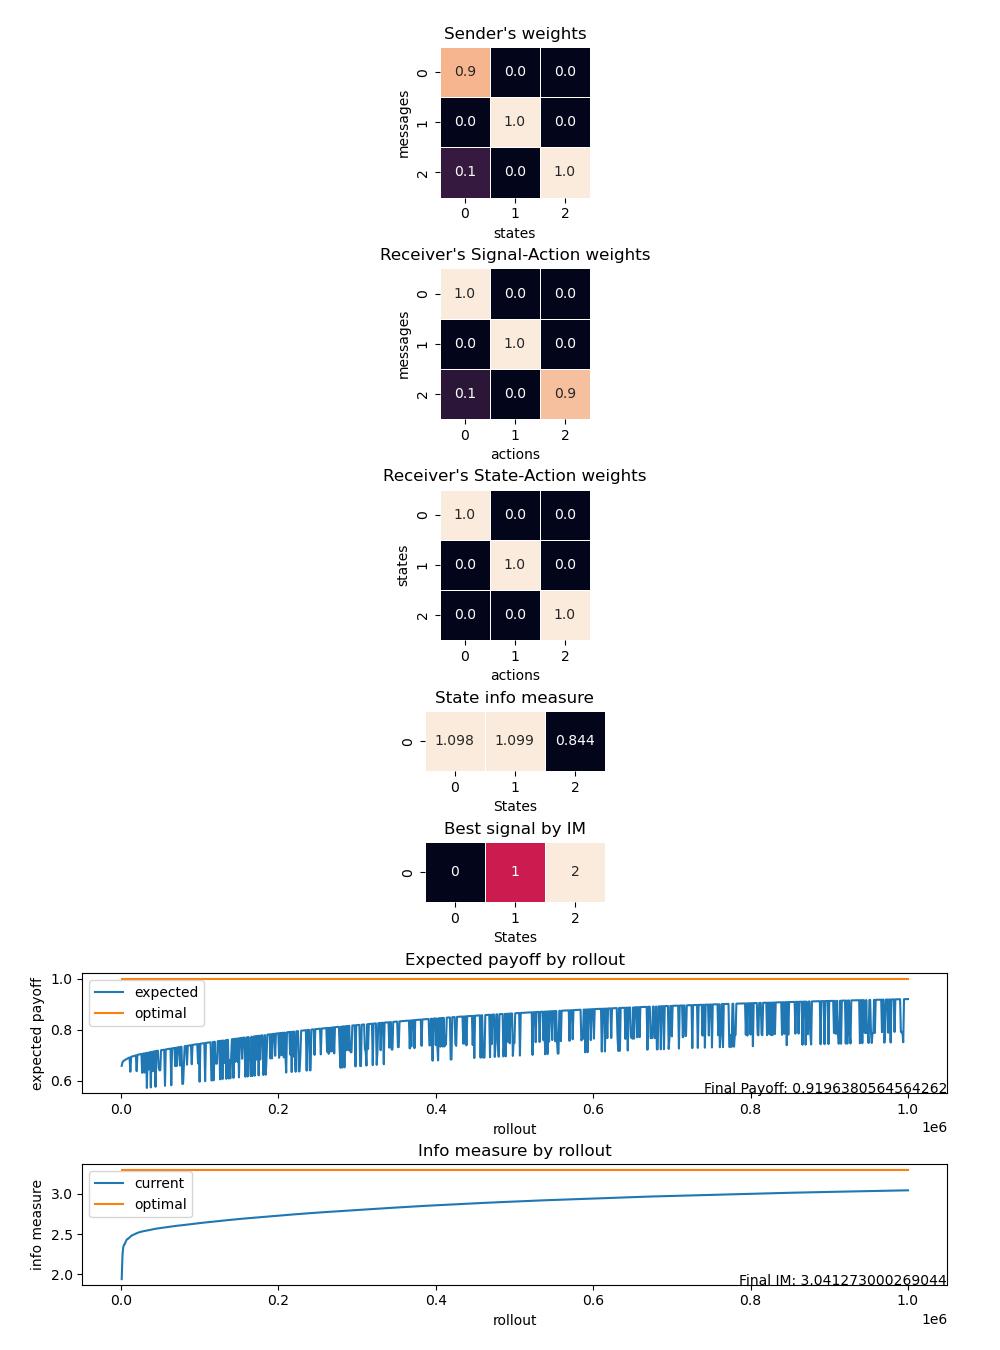 Sender's weights
messages
0 0.9 0.0 0.0
1 0.0 1.0 0.0
2 0.1 0.0 1.0
0 1 2
states
Receiver's Signal-Action weights
messages
0 1.0 0.0 0.0
1 0.0 1.0 0.0
2 0.1 0.0 0.9
0 1 2
actions
Receiver's State-Action weights
states
0 1.0 0.0 0.0
1 0.0 1.0 0.0
2 0.0 0.0 1.0
0 1 2
actions
State info measure
0 1.098 1.099 0.844
0 1 2
States
Best signal by IM
0 0 1 2
0 1 2
States
Expected payoff by rollout
expected payoff
1.0
0.8
0.6
expected
optimal
Final Payoff: 0.9196380564564262
0.0 0.2 0.4 0.6 0.8 1.0
1e6
rollout
Info measure by rollout
info measure
3.0
2.5
2.0
current
optimal
Final IM: 3.041273000269044
0.0 0.2 0.4 0.6 0.8 1.0
1e6
rollout